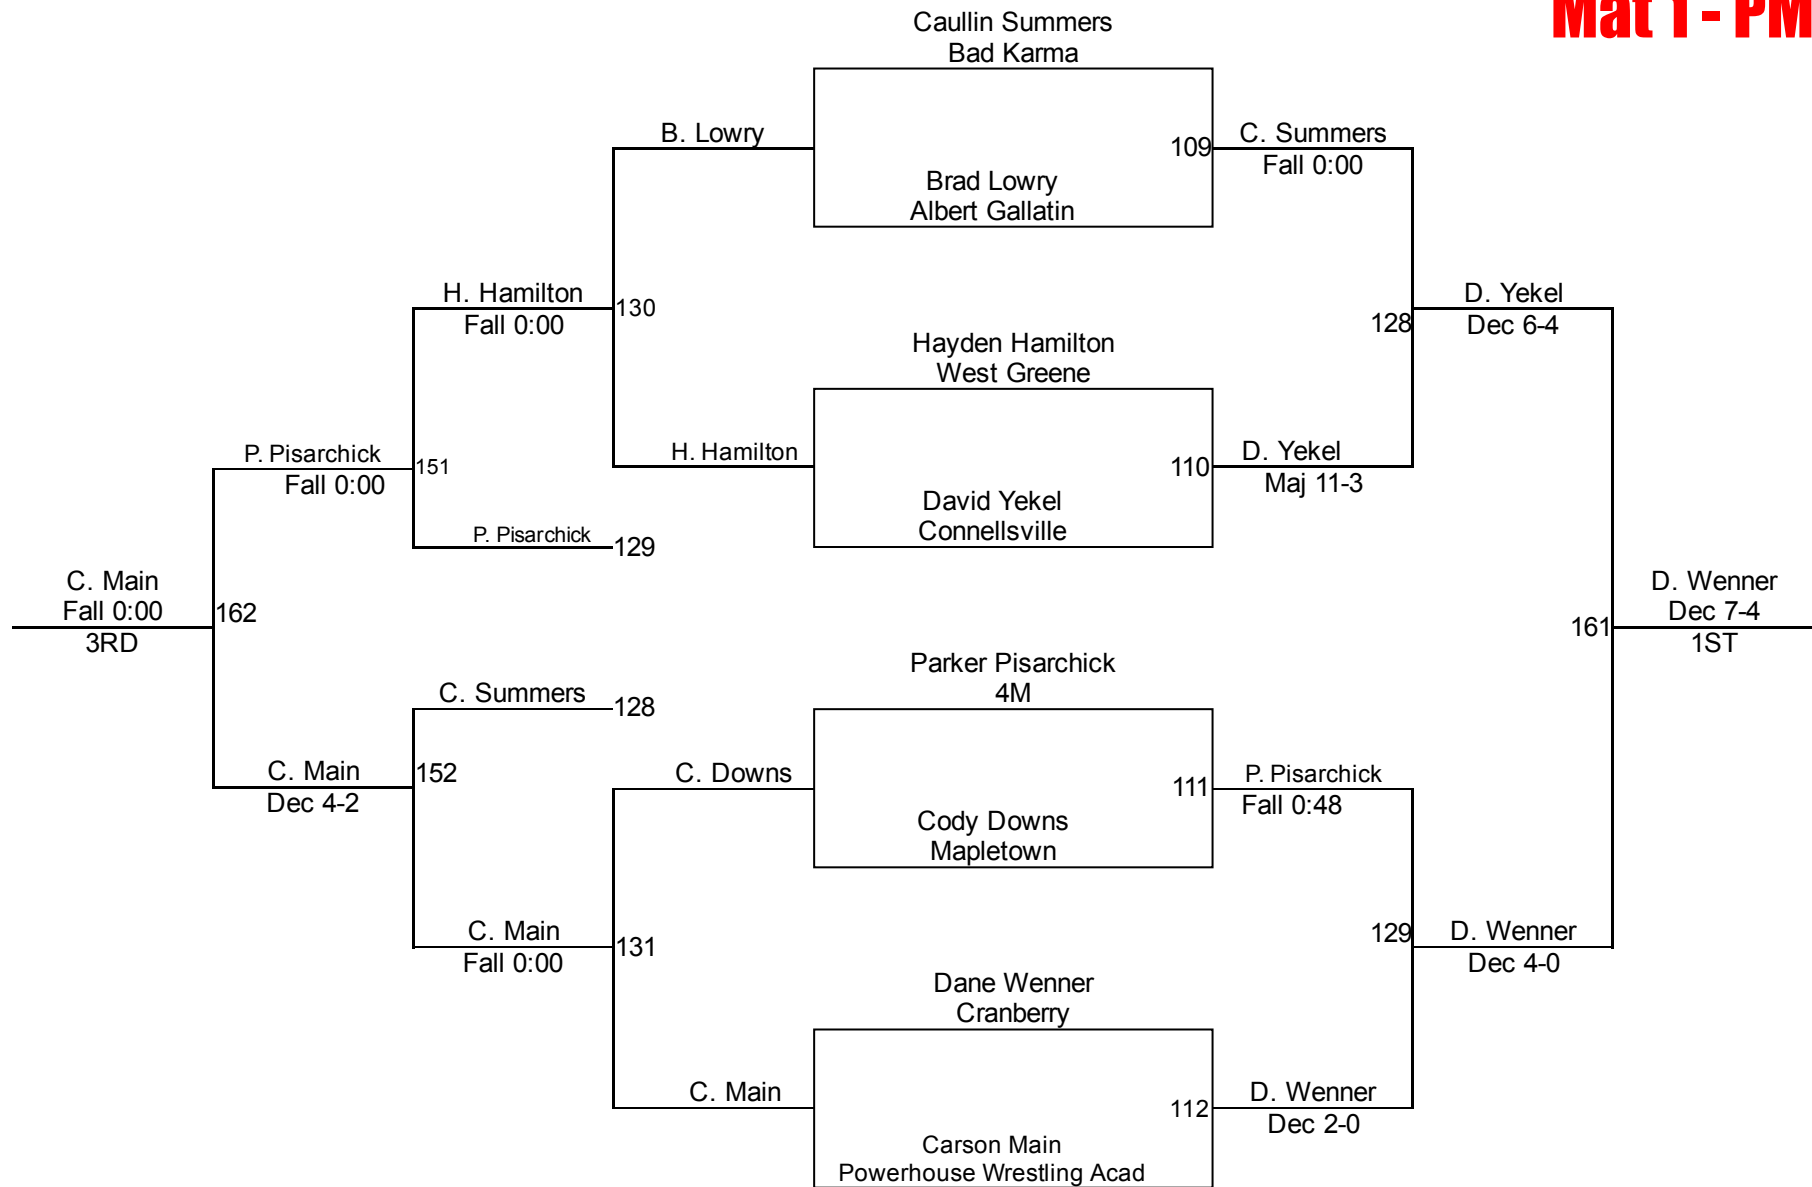 Mat 1 - PM
Caullin Summers
Bad Karma
B. Lowry
109
C. Summers
Fall 0:00
Brad Lowry
Albert Gallatin
H. Hamilton
Fall 0:00
130
128
D. Yekel
Dec 6-4
Hayden Hamilton
West Greene
P. Pisarchick
Fall 0:00
151
H. Hamilton
110
D. Yekel
Maj 11-3
David Yekel
Connellsville
P. Pisarchick
129
C. Main
Fall 0:00
3RD
162
161
D. Wenner
Dec 7-4
1ST
Parker Pisarchick
4M
C. Summers
128
C. Main
Dec 4-2
152
C. Downs
111
P. Pisarchick
Fall 0:48
Cody Downs
Mapletown
C. Main
Fall 0:00
131
129
D. Wenner
Dec 4-0
Dane Wenner
Cranberry
C. Main
112
D. Wenner
Dec 2-0
Carson Main
Powerhouse Wrestling Acad